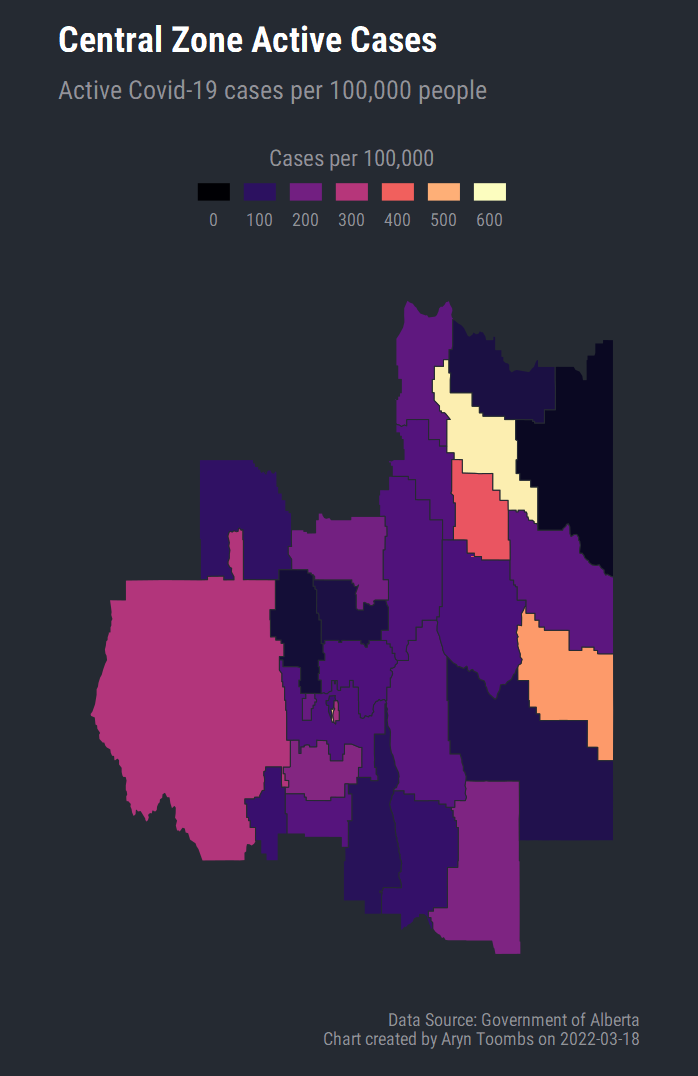 Central Zone Active Cases
Active Covid-19 cases per 100,000 people
Cases per 100,000
0 100 200 300 400 500 600
Data Source: Government of Alberta
Chart created by Aryn Toombs on 2022-03-18